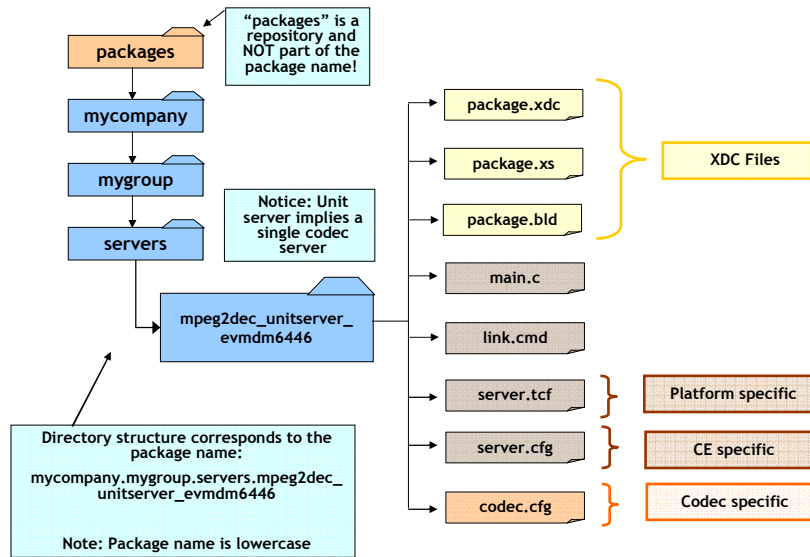 packages
“packages” is a
repository and
NOT part of the
package name!
mycompany
mygroup
servers
Notice: Unit
server implies a
single codec
server
mpeg2dec_unitserver_
evmdm6446
package.xdc
package.xs
package.bld
XDC Files
main.c
link.cmd
server.tcf
Platform specific
server.cfg
CE specific
codec.cfg
Codec specific
Directory structure corresponds to the
package name:
mycompany.mygroup.servers.mpeg2dec_
unitserver_evmdm6446
Note: Package name is lowercase